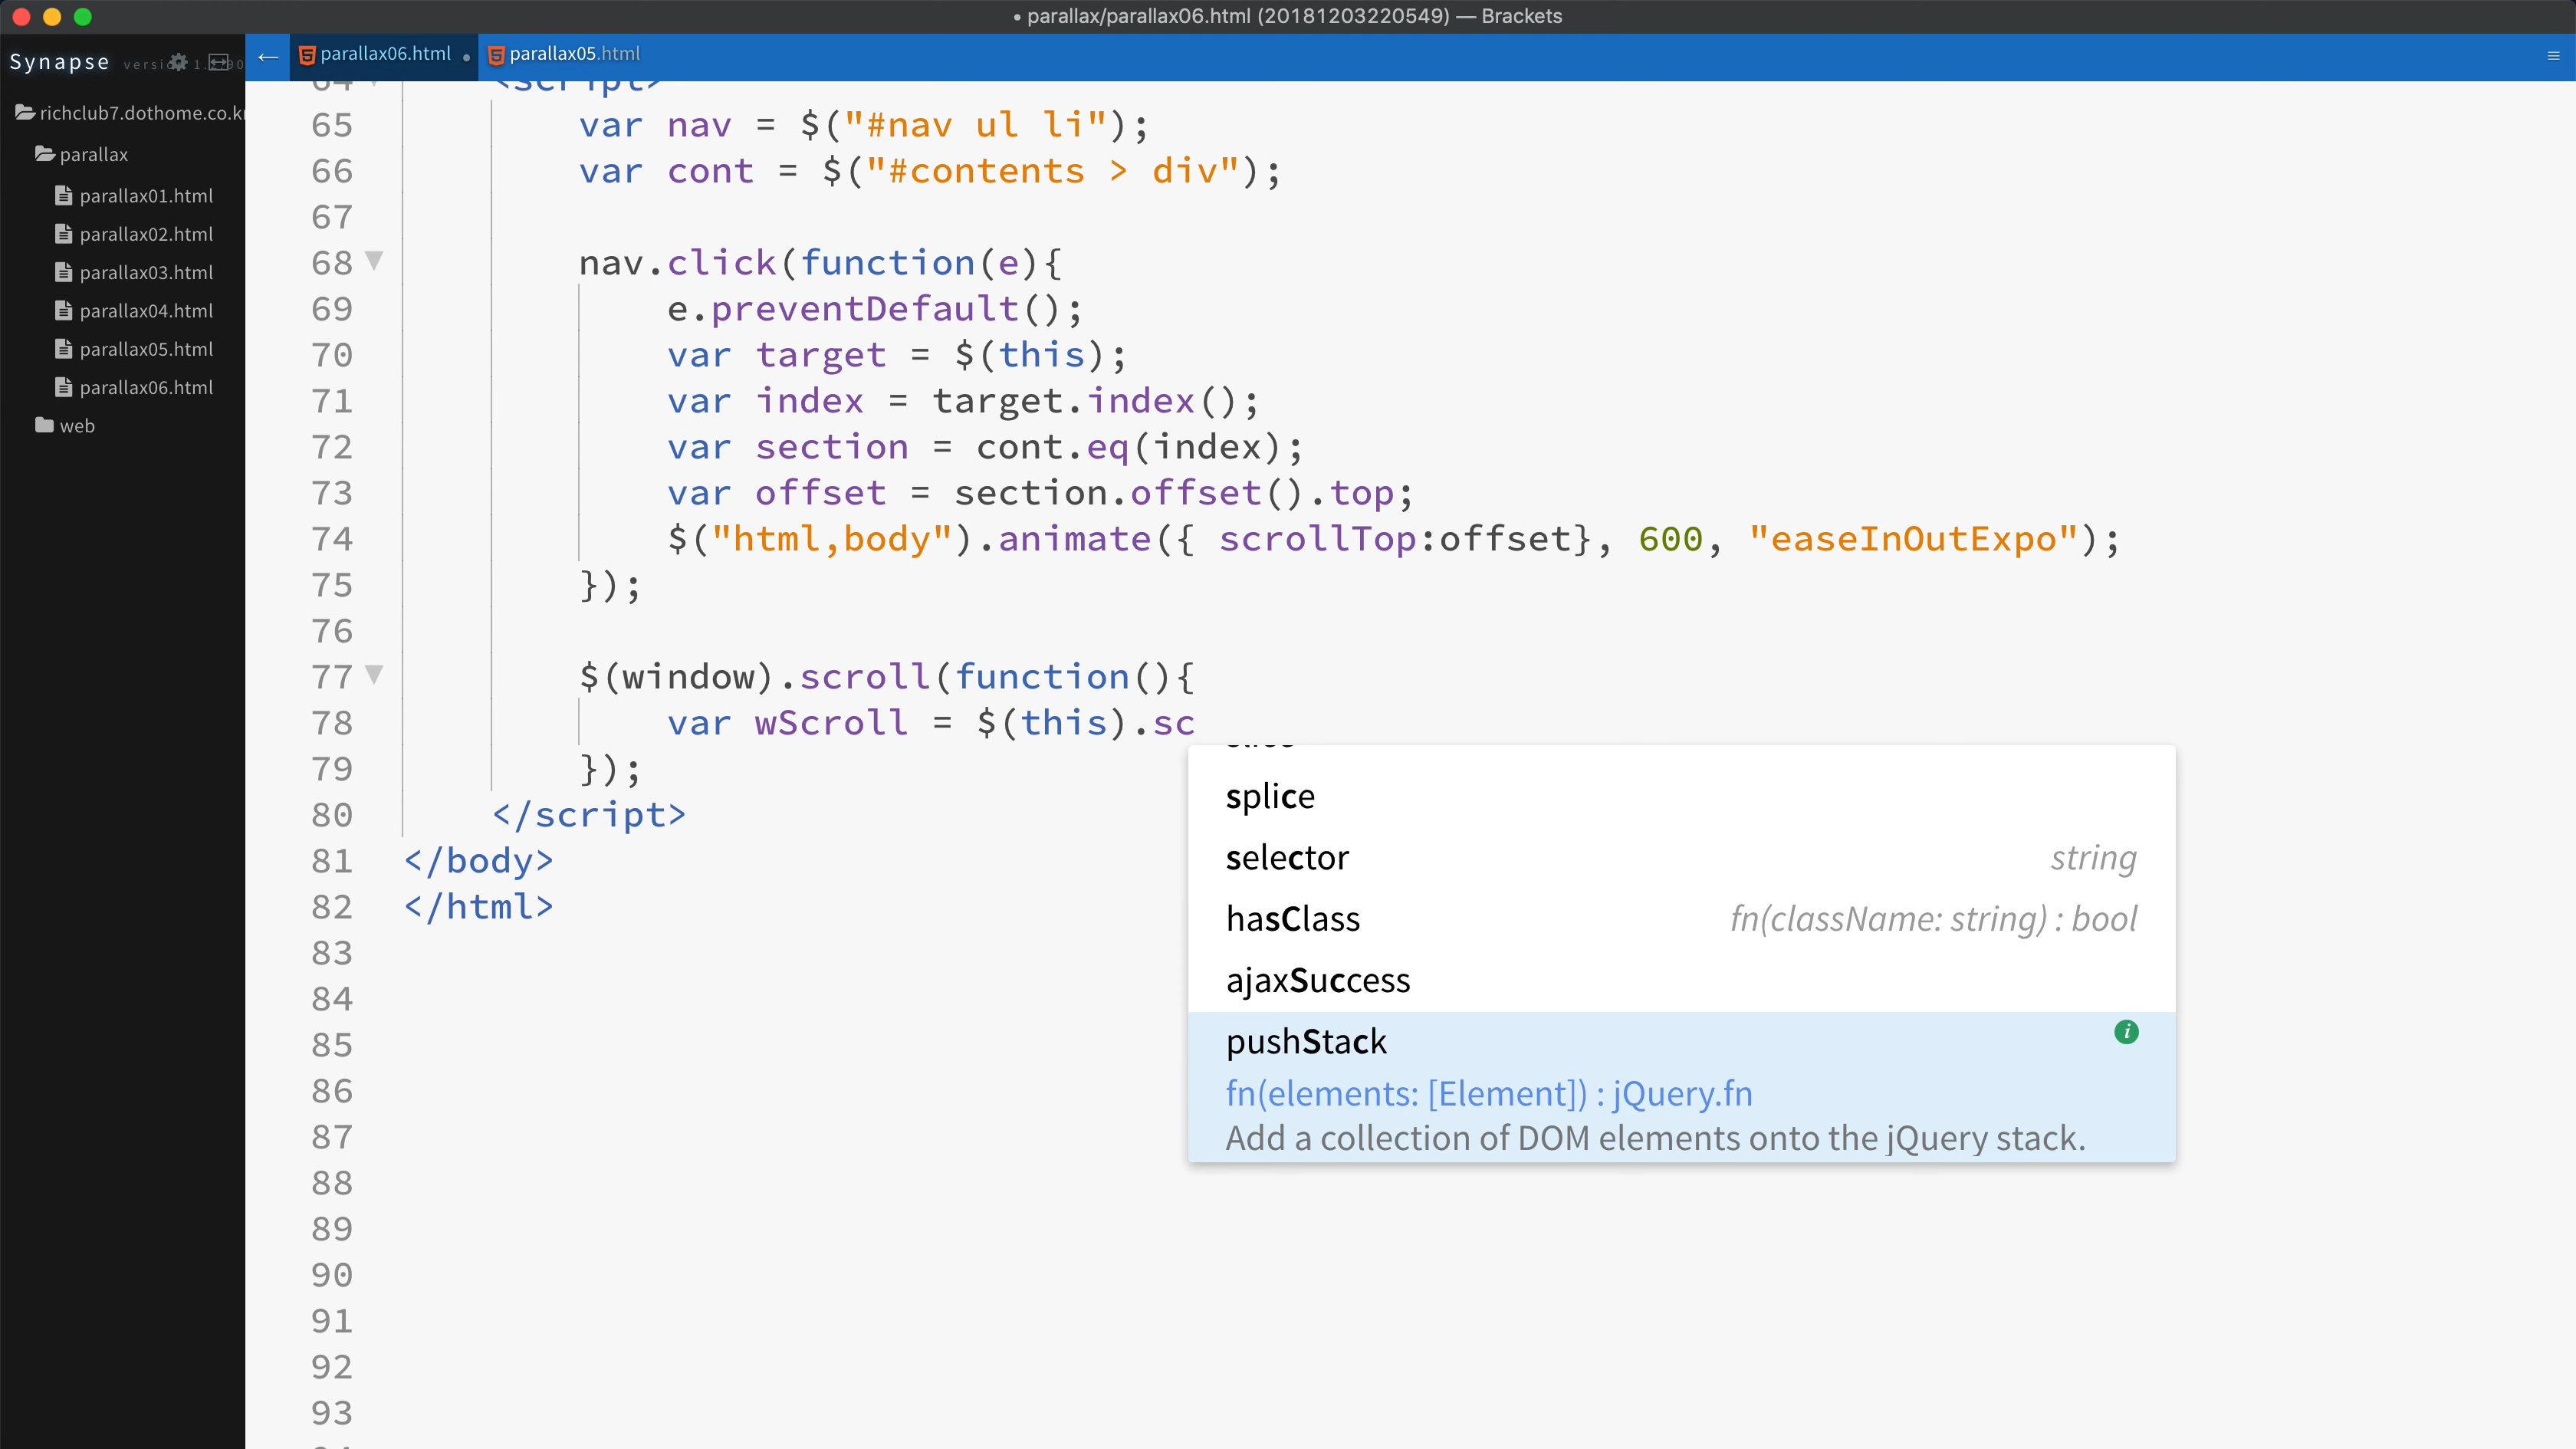 • parallax/parallax06.html (20181203220549) — Brackets
Synapse
richclub7.dothome.co.kr
parallax
parallax01.html
parallax02.html
parallax03.html
parallax04.html
parallax05.html
parallax06.html
web
← parallax06.html • parallax05.html
64 <script>
65 var nav = $("#nav ul li");
66 var cont = $("#contents > div");
67
68 nav.click(function(e){
69 e.preventDefault();
70 var target = $(this);
71 var index = target.index();
72 var section = cont.eq(index);
73 var offset = section.offset().top;
74 $("html,body").animate({ scrollTop:offset}, 600, "easeInOutExpo");
75 });
76
77 $(window).scroll(function(){
78 var wScroll = $(this).sc
79 });
80 </script>
81 </body>
82 </html>
83
84
85
86
87
88
89
90
91
92
93
splice
selector string
hasClass fn(className: string) : bool
ajaxSuccess
pushStack i
fn(elements: [Element]) : jQuery.fn
Add a collection of DOM elements onto the jQuery stack.